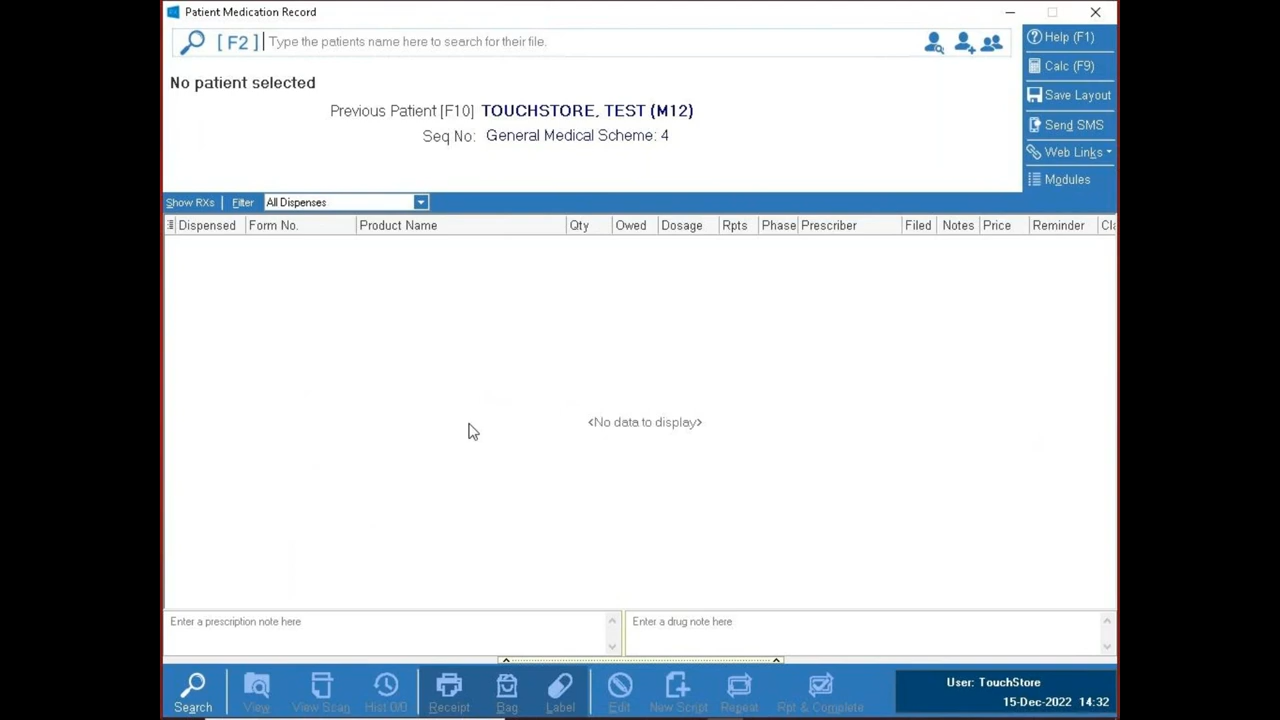 Patient Medication Record
[ F2 ] Type the patients name here to search for their file.
Help (F1)
Calc (F9)
Save Layout
Send SMS
Web Links
Modules
No patient selected
Previous Patient [F10] TOUCHSTORE, TEST (M12)
Seq No: General Medical Scheme: 4
Show RXs Filter All Dispenses
Dispensed Form No. Product Name Qty Owed Dosage Rpts Phase Prescriber Filed Notes Price Reminder Cla
<No data to display>
Enter a prescription note here Enter a drug note here
Search View View Scan Hist 0/0 Receipt Bag Label Edit New Script Repeat Rpt & Complete
User: TouchStore
15-Dec-2022 14:32